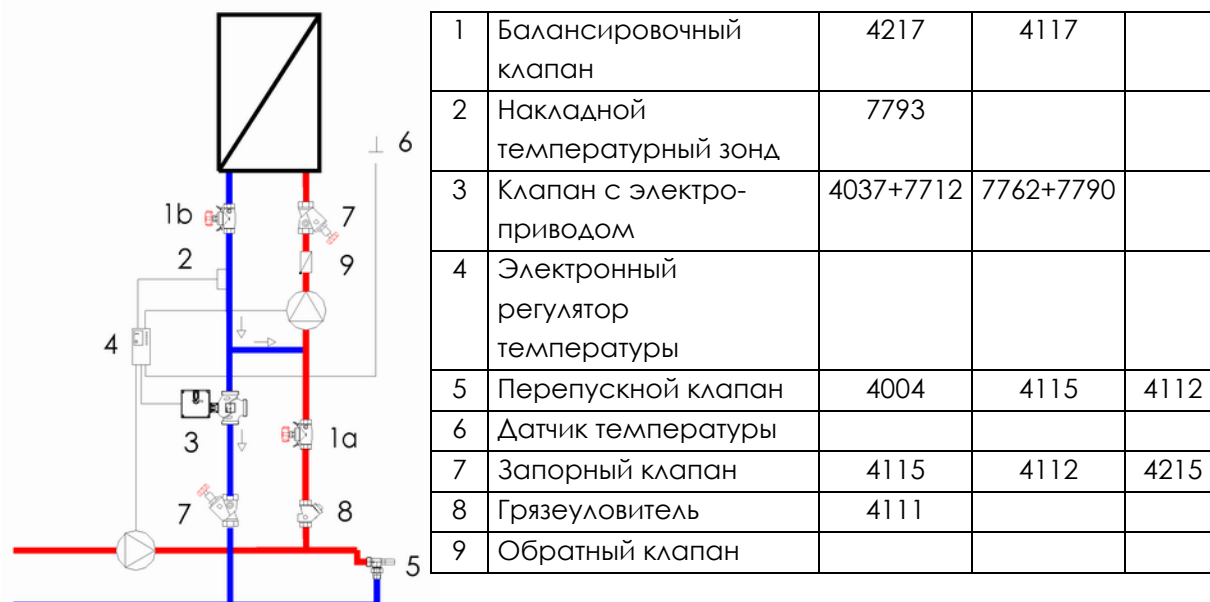 6
1b
7
2
9
4
3
1a
7
8
5
1 Балансировочный 4217 4117
клапан
2 Накладной 7793
температурный зонд
3 Клапан с электро- 4037+7712 7762+7790
приводом
4 Электронный
регулятор
температуры
5 Перепускной клапан 4004 4115 4112
6 Датчик температуры
7 Запорный клапан 4115 4112 4215
8 Грязеуловитель 4111
9 Обратный клапан